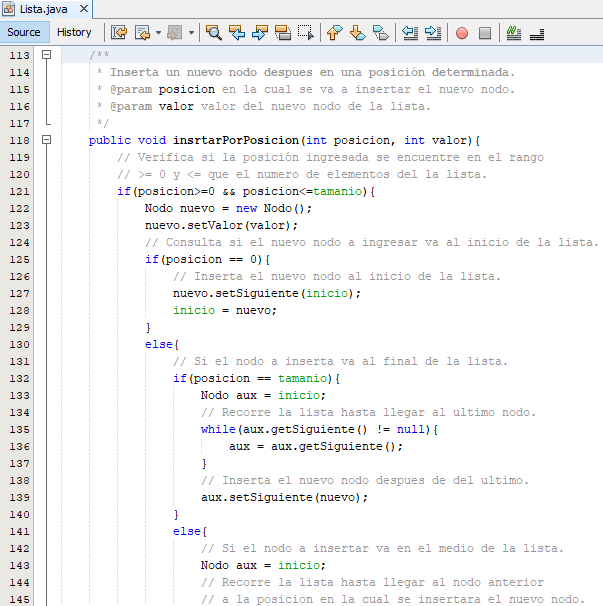 Lista.java
Source History
113 /**
114 * Inserta un nuevo nodo despues en una posición determinada.
115 * @param posicion en la cual se va a insertar el nuevo nodo.
116 * @param valor valor del nuevo nodo de la lista.
117 */
118 public void insrtarPorPosicion(int posicion, int valor){
119 // Verifica si la posición ingresada se encuentre en el rango
120 // >= 0 y <= que el numero de elementos del la lista.
121 if(posicion>=0 && posicion<=tamanio){
122 Nodo nuevo = new Nodo();
123 nuevo.setValor(valor);
124 // Consulta si el nuevo nodo a ingresar va al inicio de la lista.
125 if(posicion == 0){
126 // Inserta el nuevo nodo al inicio de la lista.
127 nuevo.setSiguiente(inicio);
128 inicio = nuevo;
129 }
130 else{
131 // Si el nodo a inserta va al final de la lista.
132 if(posicion == tamanio){
133 Nodo aux = inicio;
134 // Recorre la lista hasta llegar al ultimo nodo.
135 while(aux.getSiguiente() != null){
136 aux = aux.getSiguiente();
137 }
138 // Inserta el nuevo nodo despues de del ultimo.
139 aux.setSiguiente(nuevo);
140 }
141 else{
142 // Si el nodo a insertar va en el medio de la lista.
143 Nodo aux = inicio;
144 // Recorre la lista hasta llegar al nodo anterior
145 // a la posicion en la cual se insertara el nuevo nodo.